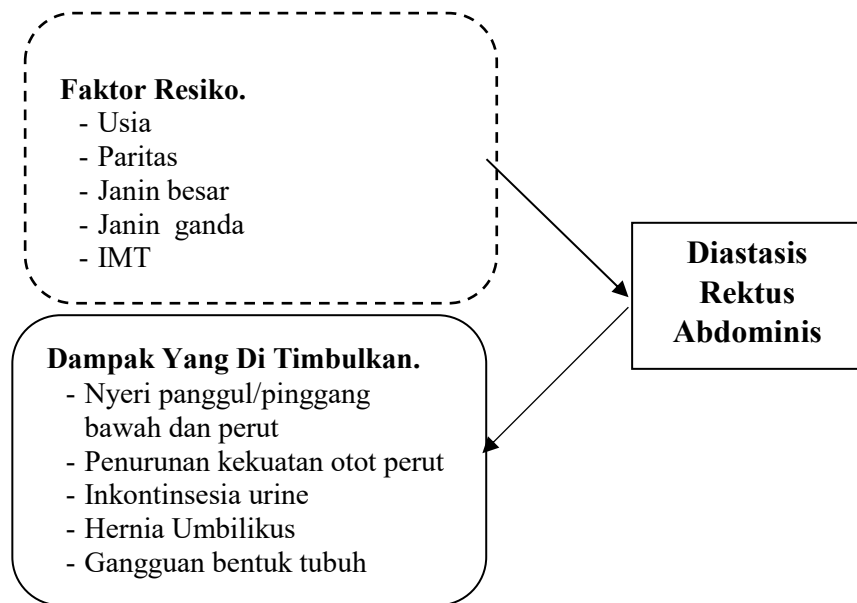 Faktor Resiko.
- Usia
- Paritas
- Janin besar
- Janin ganda
- IMT
Diastasis
Rektus
Abdominis
Dampak Yang Di Timbulkan.
- Nyeri panggul/pinggang
bawah dan perut
- Penurunan kekuatan otot perut
- Inkontinsesia urine
- Hernia Umbilikus
- Gangguan bentuk tubuh